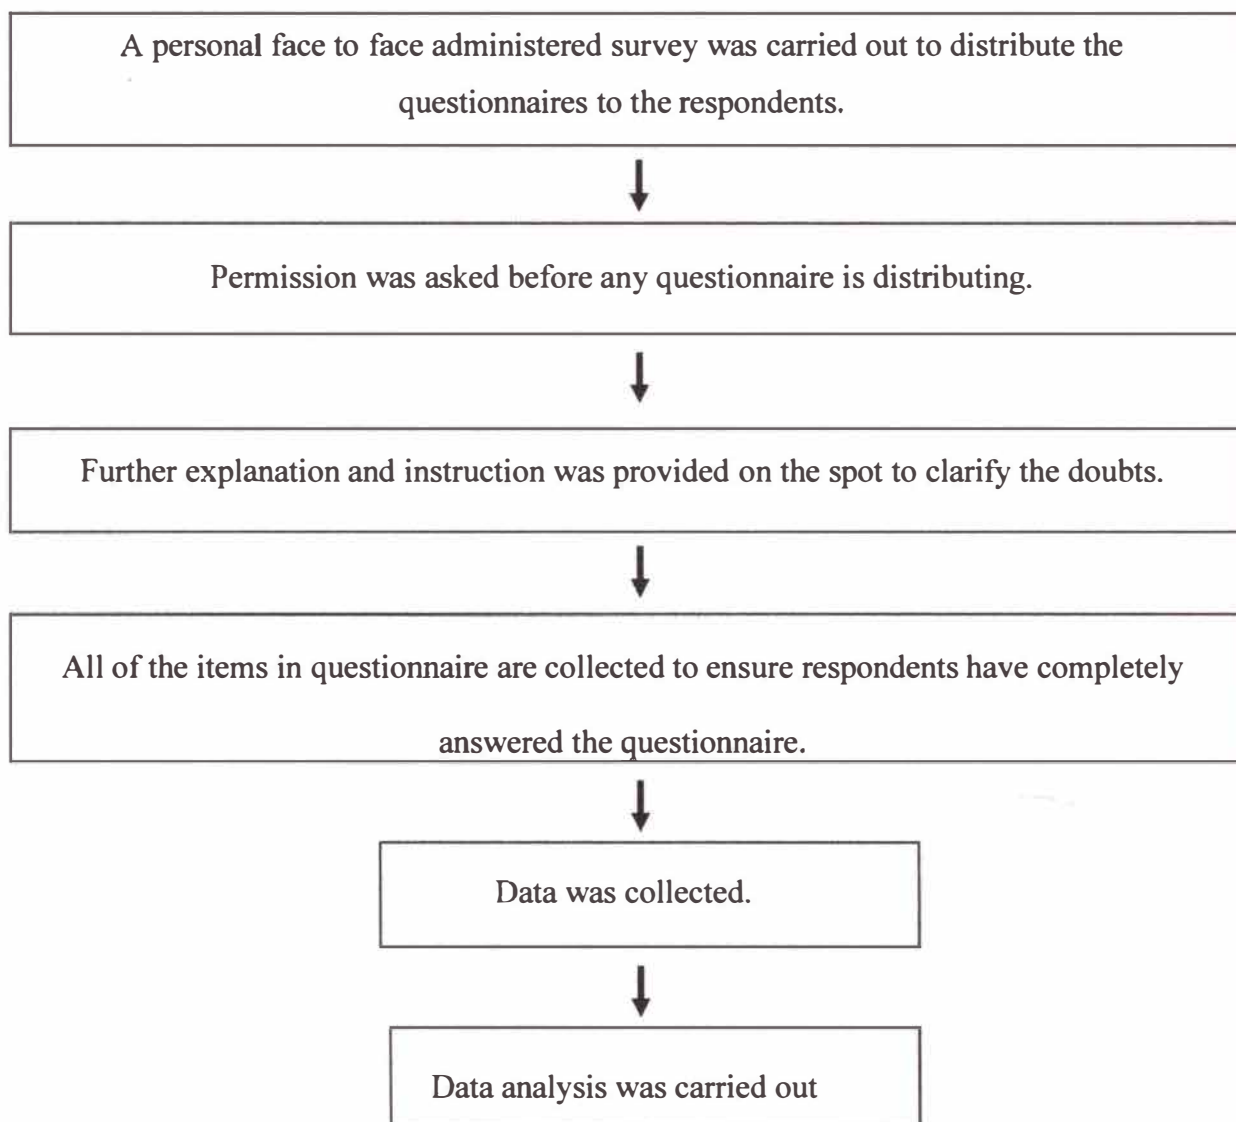 A personal face to face administered survey was carried out to distribute the
questionnaires to the respondents.
Permission was asked before any questionnaire is distributing.
Further explanation and instruction was provided on the spot to clarify the doubts.
All of the items in questionnaire are collected to ensure respondents have completely
answered the questionnaire.
Data was collected.
Data analysis was carried out